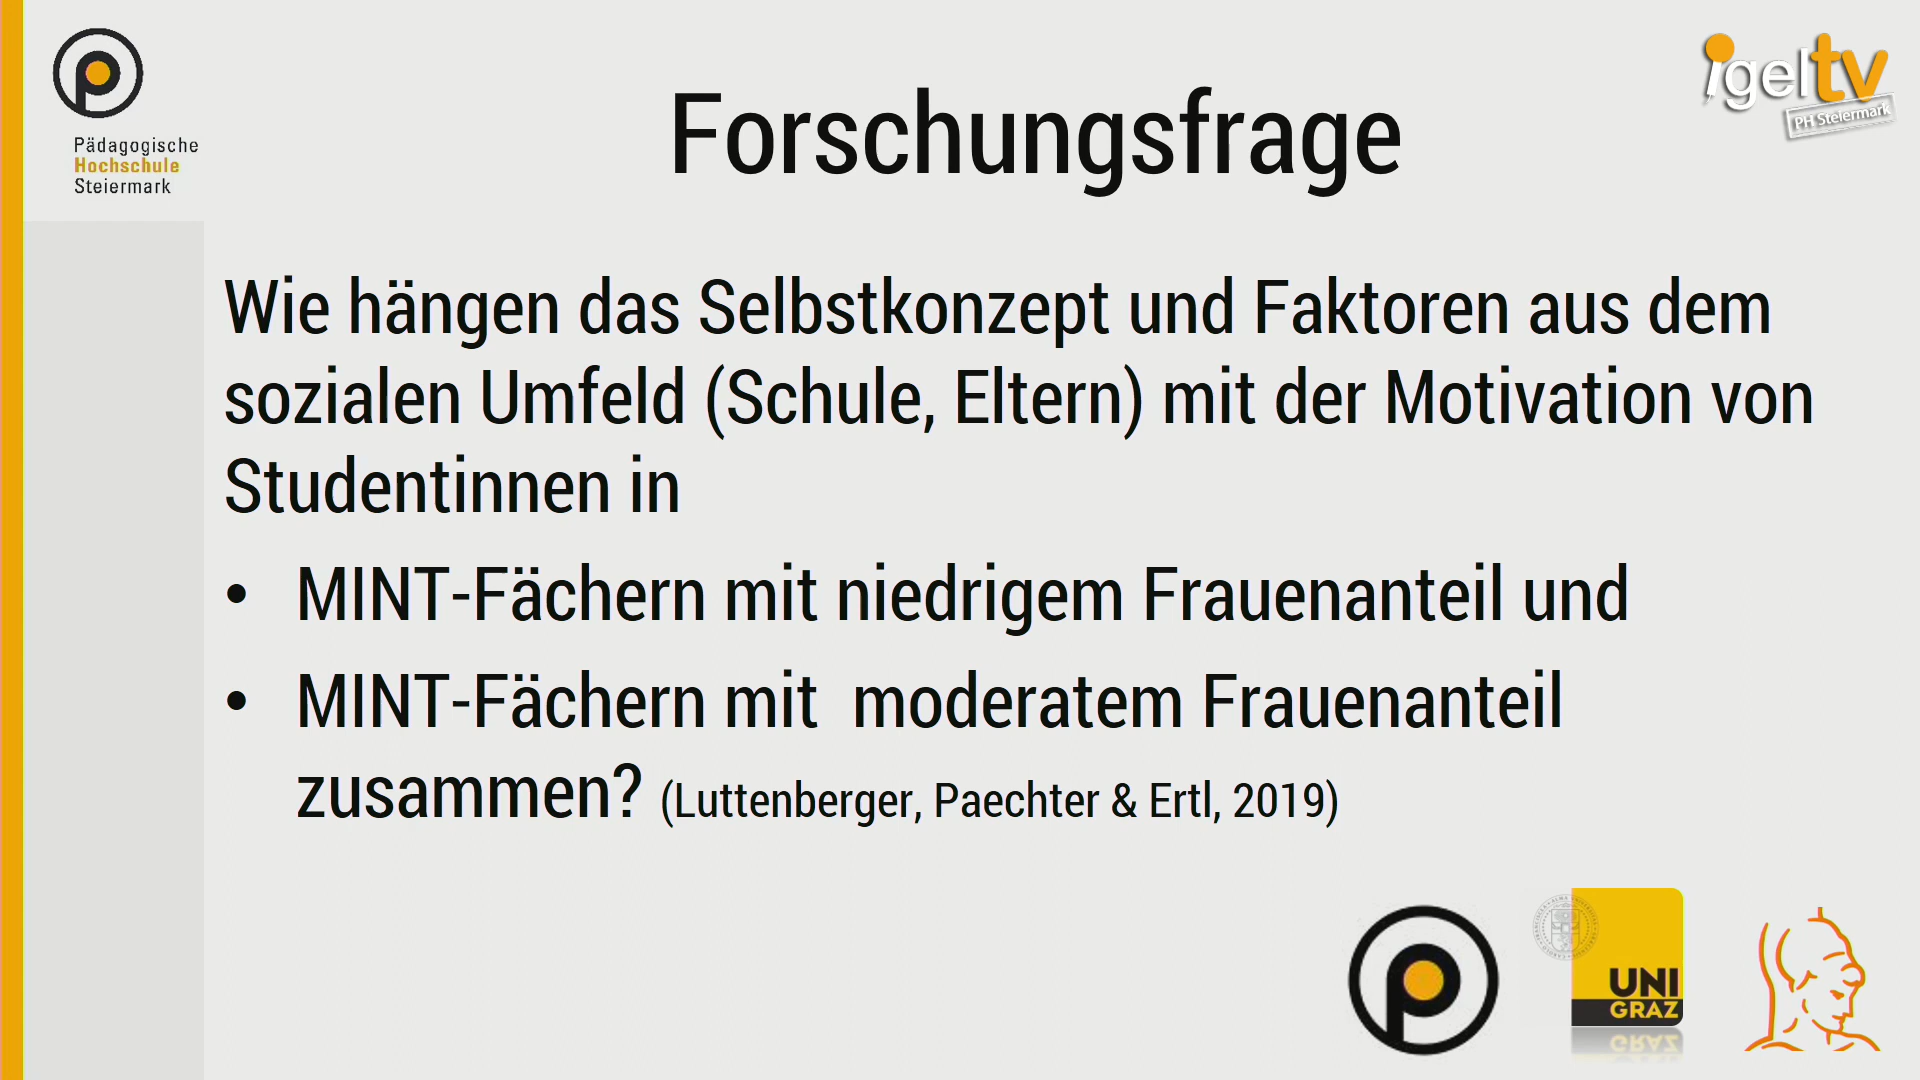 Pädagogische
Hochschule
Steiermark
igeltv
PH Steiermark
Forschungsfrage
Wie hängen das Selbstkonzept und Faktoren aus dem
sozialen Umfeld (Schule, Eltern) mit der Motivation von
Studentinnen in
• MINT-Fächern mit niedrigem Frauenanteil und
• MINT-Fächern mit  moderatem Frauenanteil
zusammen? (Luttenberger, Paechter & Ertl, 2019)
UNI
GRAZ